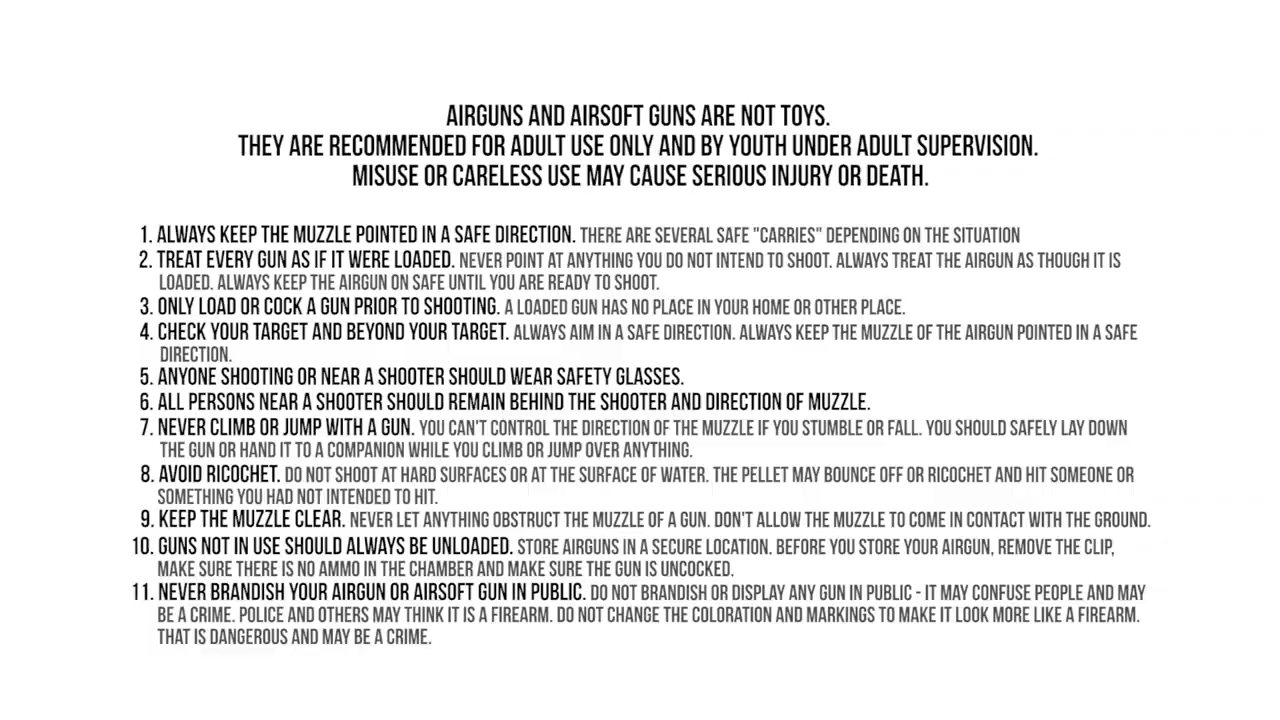 AIRGUNS AND AIRSOFT GUNS ARE NOT TOYS.
THEY ARE RECOMMENDED FOR ADULT USE ONLY AND BY YOUTH UNDER ADULT SUPERVISION.
MISUSE OR CARELESS USE MAY CAUSE SERIOUS INJURY OR DEATH.
1. ALWAYS KEEP THE MUZZLE POINTED IN A SAFE DIRECTION. THERE ARE SEVERAL SAFE "CARRIES" DEPENDING ON THE SITUATION
2. TREAT EVERY GUN AS IF IT WERE LOADED. NEVER POINT AT ANYTHING YOU DO NOT INTEND TO SHOOT. ALWAYS TREAT THE AIRGUN AS THOUGH IT IS
LOADED. ALWAYS KEEP THE AIRGUN ON SAFE UNTIL YOU ARE READY TO SHOOT.
3. ONLY LOAD OR COCK A GUN PRIOR TO SHOOTING. A LOADED GUN HAS NO PLACE IN YOUR HOME OR OTHER PLACE.
4. CHECK YOUR TARGET AND BEYOND YOUR TARGET. ALWAYS AIM IN A SAFE DIRECTION. ALWAYS KEEP THE MUZZLE OF THE AIRGUN POINTED IN A SAFE
DIRECTION.
5. ANYONE SHOOTING OR NEAR A SHOOTER SHOULD WEAR SAFETY GLASSES.
6. ALL PERSONS NEAR A SHOOTER SHOULD REMAIN BEHIND THE SHOOTER AND DIRECTION OF MUZZLE.
7. NEVER CLIMB OR JUMP WITH A GUN. YOU CAN'T CONTROL THE DIRECTION OF THE MUZZLE IF YOU STUMBLE OR FALL. YOU SHOULD SAFELY LAY DOWN
THE GUN OR HAND IT TO A COMPANION WHILE YOU CLIMB OR JUMP OVER ANYTHING.
8. AVOID RICOCHET. DO NOT SHOOT AT HARD SURFACES OR AT THE SURFACE OF WATER. THE PELLET MAY BOUNCE OFF OR RICOCHET AND HIT SOMEONE OR
SOMETHING YOU HAD NOT INTENDED TO HIT.
9. KEEP THE MUZZLE CLEAR. NEVER LET ANYTHING OBSTRUCT THE MUZZLE OF A GUN. DON'T ALLOW THE MUZZLE TO COME IN CONTACT WITH THE GROUND.
10. GUNS NOT IN USE SHOULD ALWAYS BE UNLOADED. STORE AIRGUNS IN A SECURE LOCATION. BEFORE YOU STORE YOUR AIRGUN, REMOVE THE CLIP,
MAKE SURE THERE IS NO AMMO IN THE CHAMBER AND MAKE SURE THE GUN IS UNCOCKED.
11. NEVER BRANDISH YOUR AIRGUN OR AIRSOFT GUN IN PUBLIC. DO NOT BRANDISH OR DISPLAY ANY GUN IN PUBLIC - IT MAY CONFUSE PEOPLE AND MAY
BE A CRIME. POLICE AND OTHERS MAY THINK IT IS A FIREARM. DO NOT CHANGE THE COLORATION AND MARKINGS TO MAKE IT LOOK MORE LIKE A FIREARM.
THAT IS DANGEROUS AND MAY BE A CRIME.